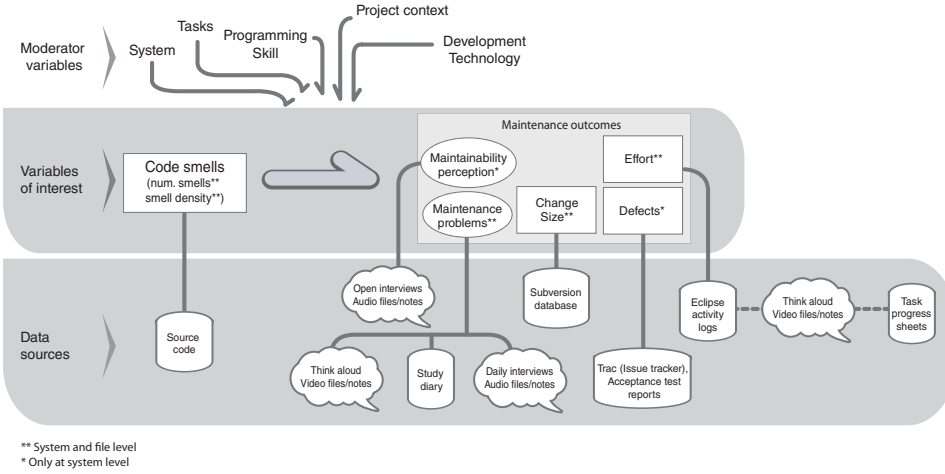 Moderator
variables
System
Tasks
Programming
Skill
Project context
Development
Technology
Variables
of interest
Code smells
(num. smells**
smell density**)
Maintenance outcomes
Maintainability
perception*
Maintenance
problems**
Change
Size**
Effort**
Defects*
Data
sources
Source
code
Open interviews
Audio files/notes
Think aloud
Video files/notes
Study
diary
Daily interviews
Audio files/notes
Subversion
database
Trac (Issue tracker),
Acceptance test
reports
Eclipse
activity
logs
Think aloud
Video files/notes
Task
progress
sheets
** System and file level
* Only at system level